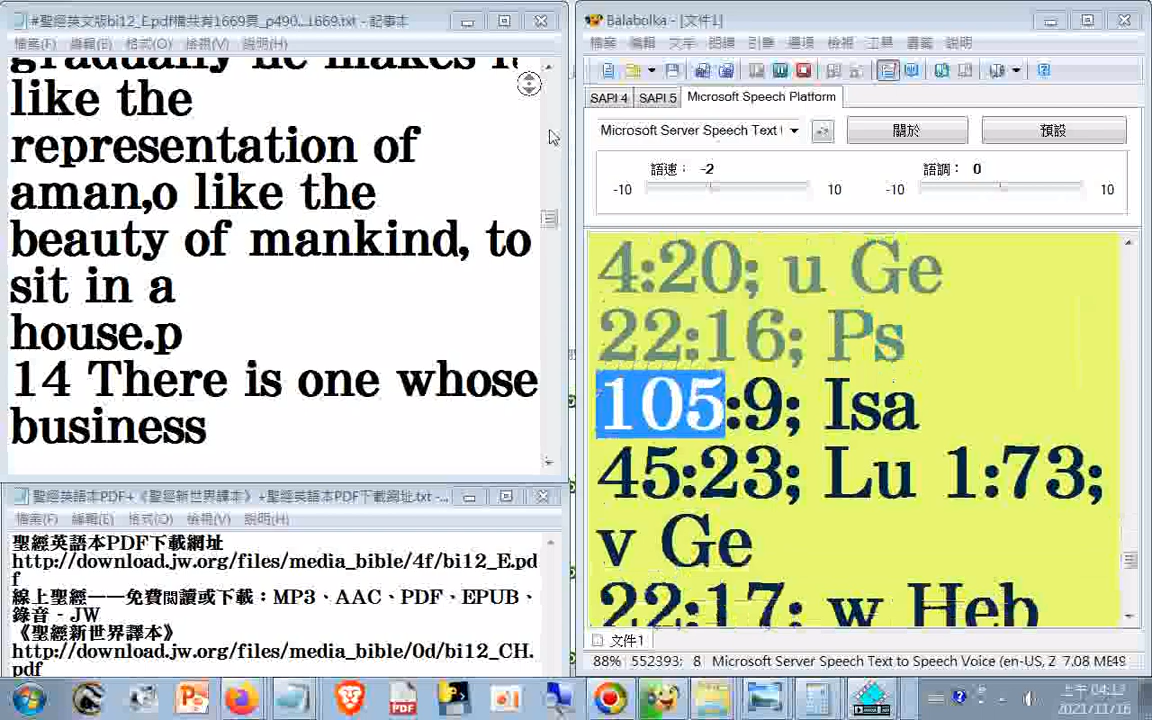 #聖經英文版bi12_E.pdf檔共有1669頁_p490...1669.txt - 記事本
檔案(F) 編輯(E) 格式(O) 檢視(V) 說明(H)
gradually he makes it
like the
representation of
aman,o like the
beauty of mankind, to
sit in a
house.p
14 There is one whose
business
聖經英語本PDF+《聖經新世界譯本》+聖經英語本PDF下載網址.txt - ...
檔案(F) 編輯(E) 格式(O) 檢視(V) 說明(H)
聖經英語本PDF下載網址
http://download.jw.org/files/media_bible/4f/bi12_E.pd
f
線上聖經——免費閱讀或下載：MP3、AAC、PDF、EPUB、
錄音 - JW
《聖經新世界譯本》
http://download.jw.org/files/media_bible/0d/bi12_CH.
pdf
Balabolka - [文件1]
檔案 編輯 文字 朗讀 引擎 選項 檢視 工具 書籤 說明
SAPI 4 SAPI 5 Microsoft Speech Platform
Microsoft Server Speech Text 關於 預設
語速： -2 語調： 0
-10 10 -10 10
4:20; u Ge
22:16; Ps
105:9; Isa
45:23; Lu 1:73;
v Ge
22:17; w Heb
文件1
88% 552393; 8 Microsoft Server Speech Text to Speech Voice (en-US, Z 7.08 ME49
PDF
上午 04:12
2021/11/16